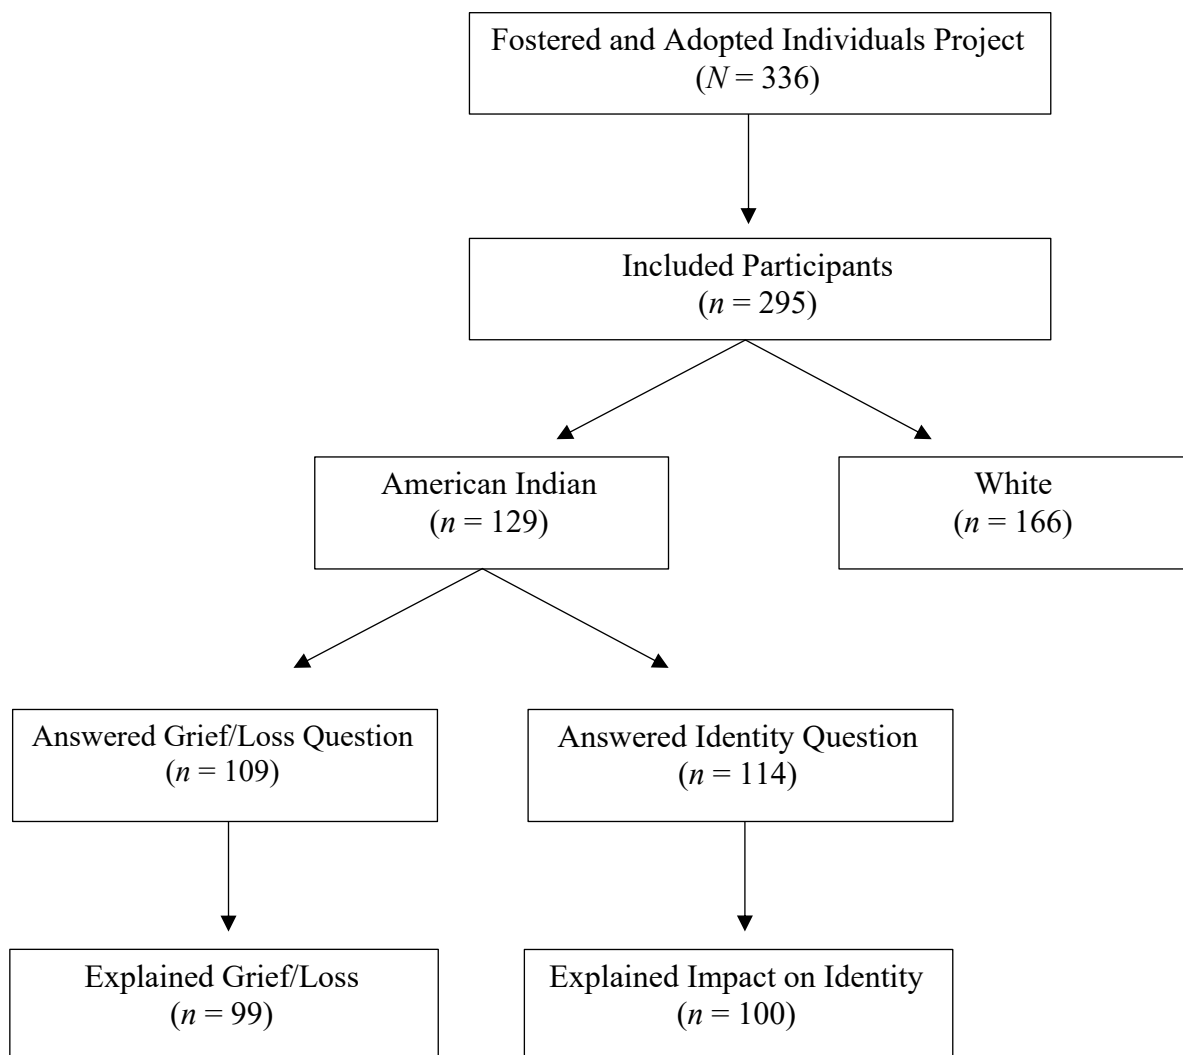 Fostered and Adopted Individuals Project
(N = 336)
Included Participants
(n = 295)
American Indian
(n = 129)
White
(n = 166)
Answered Grief/Loss Question
(n = 109)
Answered Identity Question
(n = 114)
Explained Grief/Loss
(n = 99)
Explained Impact on Identity
(n = 100)